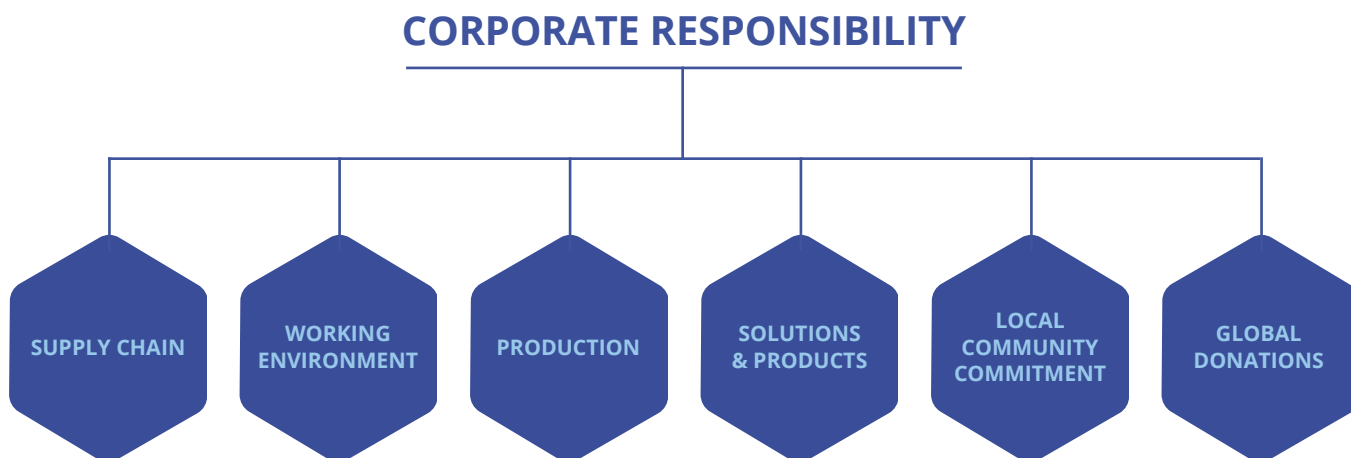 CORPORATE RESPONSIBILITY
SUPPLY CHAIN
WORKING
ENVIRONMENT
PRODUCTION
SOLUTIONS
& PRODUCTS
LOCAL
COMMUNITY
COMMITMENT
GLOBAL
DONATIONS